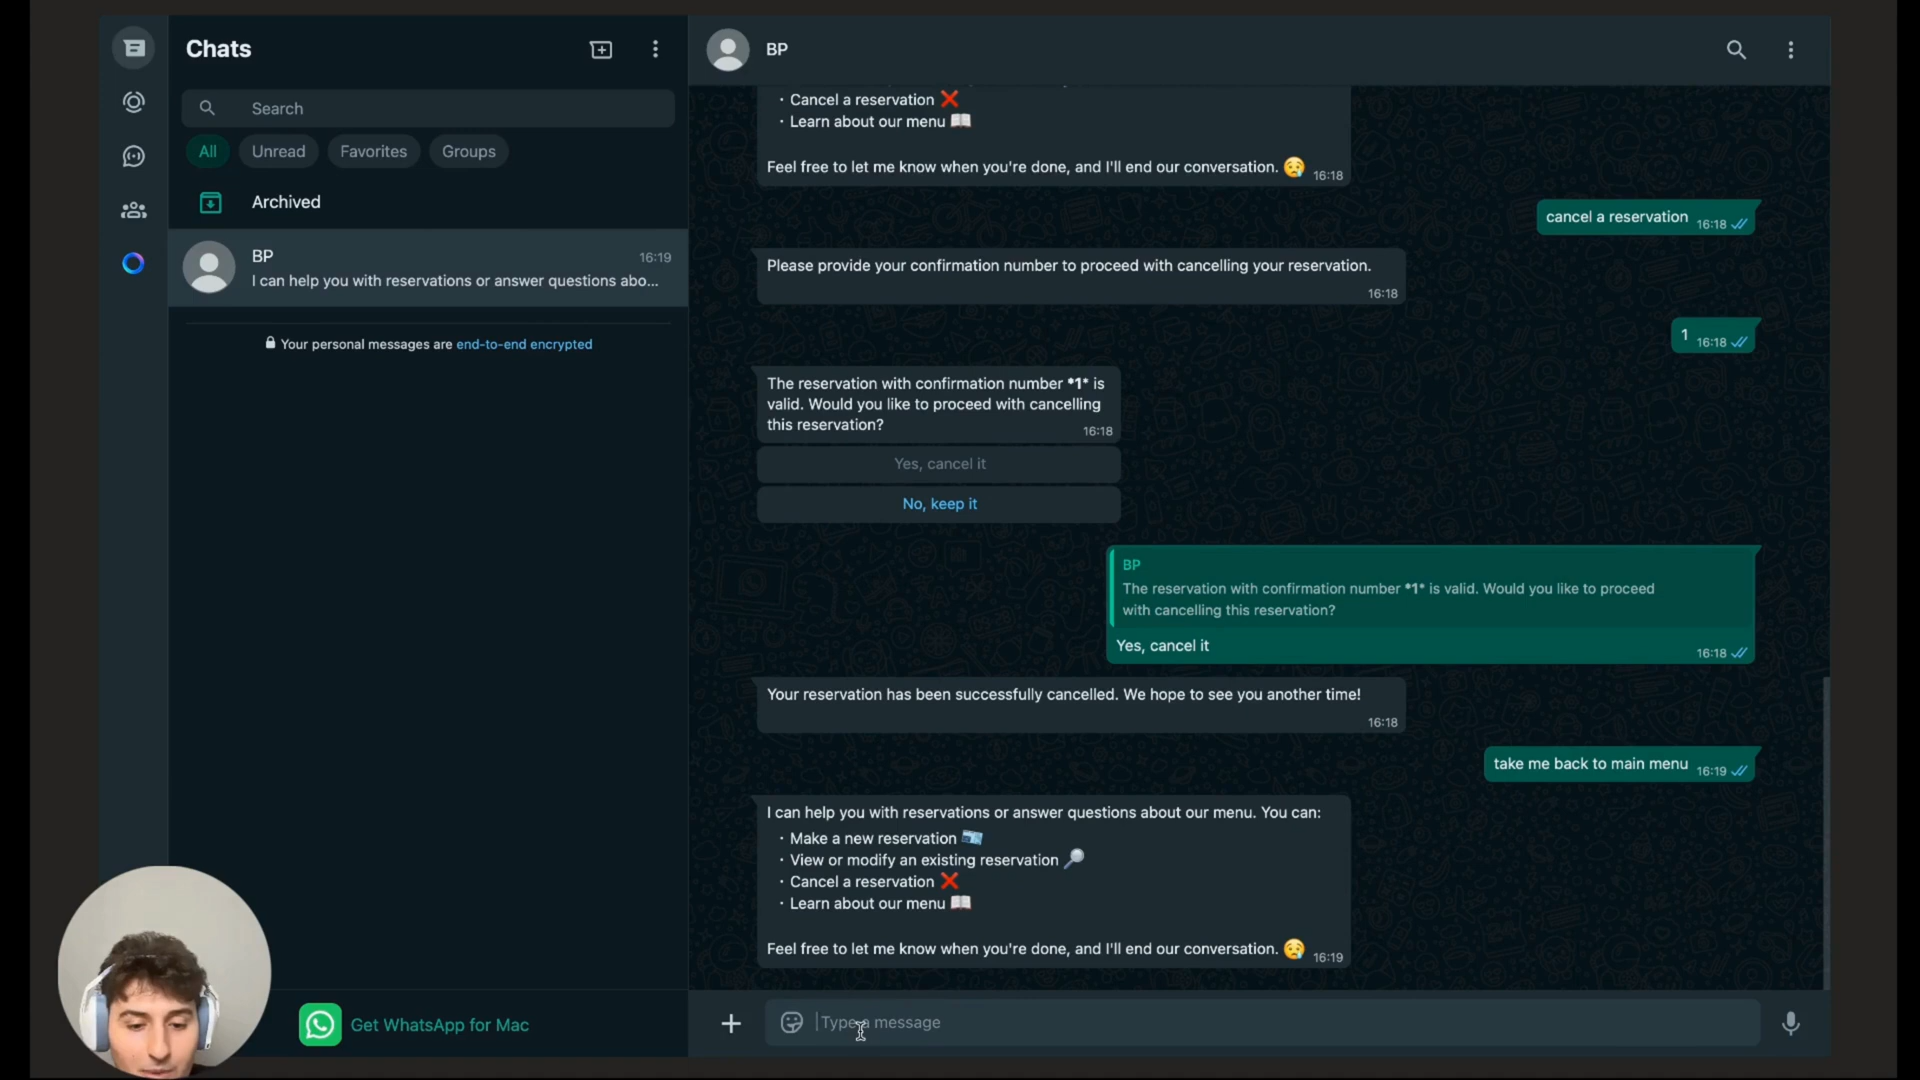 Chats
Search
All
Unread
Favorites
Groups
Archived
BP
16:19
I can help you with reservations or answer questions abo...
Your personal messages are end-to-end encrypted
Get WhatsApp for Mac
BP
· Cancel a reservation ❌
· Learn about our menu 📖
Feel free to let me know when you're done, and I'll end our conversation. 😢 16:18
cancel a reservation 16:18
Please provide your confirmation number to proceed with cancelling your reservation.
16:18
1 16:18
The reservation with confirmation number *1* is
valid. Would you like to proceed with cancelling
this reservation? 16:18
Yes, cancel it
No, keep it
BP
The reservation with confirmation number *1* is valid. Would you like to proceed
with cancelling this reservation?
Yes, cancel it 16:18
Your reservation has been successfully cancelled. We hope to see you another time!
16:18
take me back to main menu 16:19
I can help you with reservations or answer questions about our menu. You can:
· Make a new reservation
· View or modify an existing reservation 🔎
· Cancel a reservation ❌
· Learn about our menu 📖
Feel free to let me know when you're done, and I'll end our conversation. 😢 16:19
Type a message